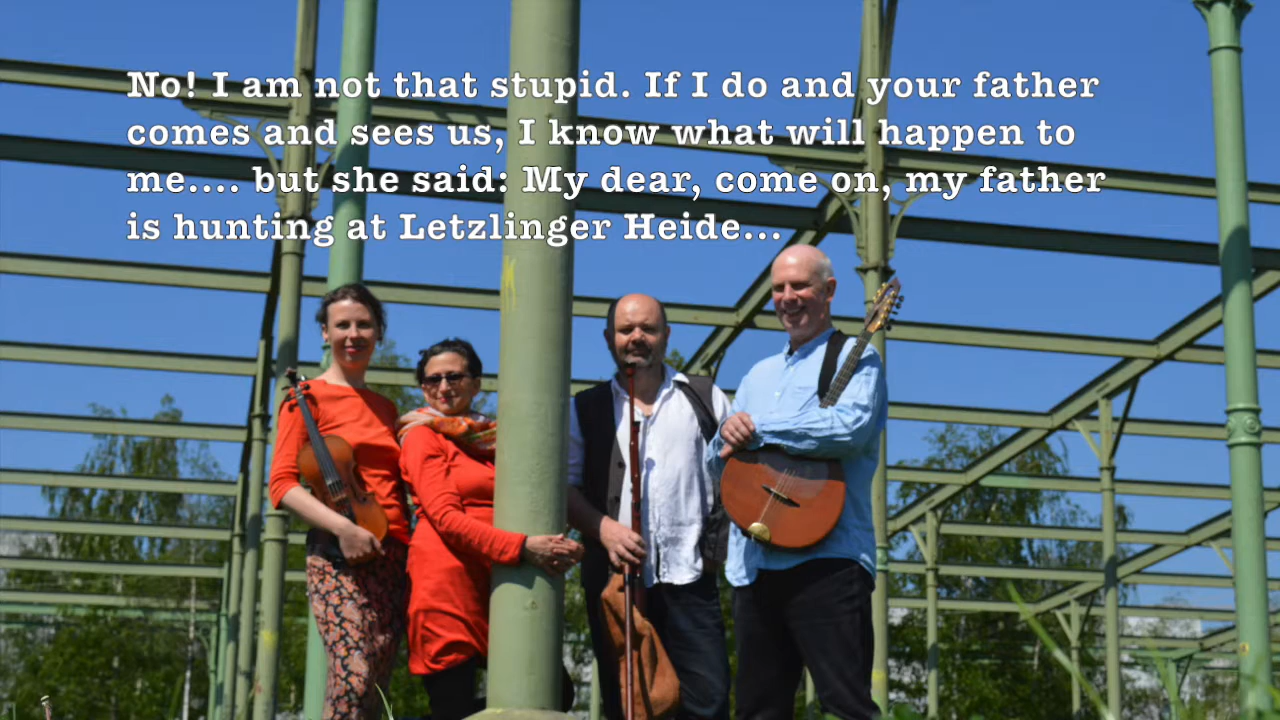 No! I am not that stupid. If I do and your father
comes and sees us, I know what will happen to
me.... but she said: My dear, come on, my father
is hunting at Letzlinger Heide...